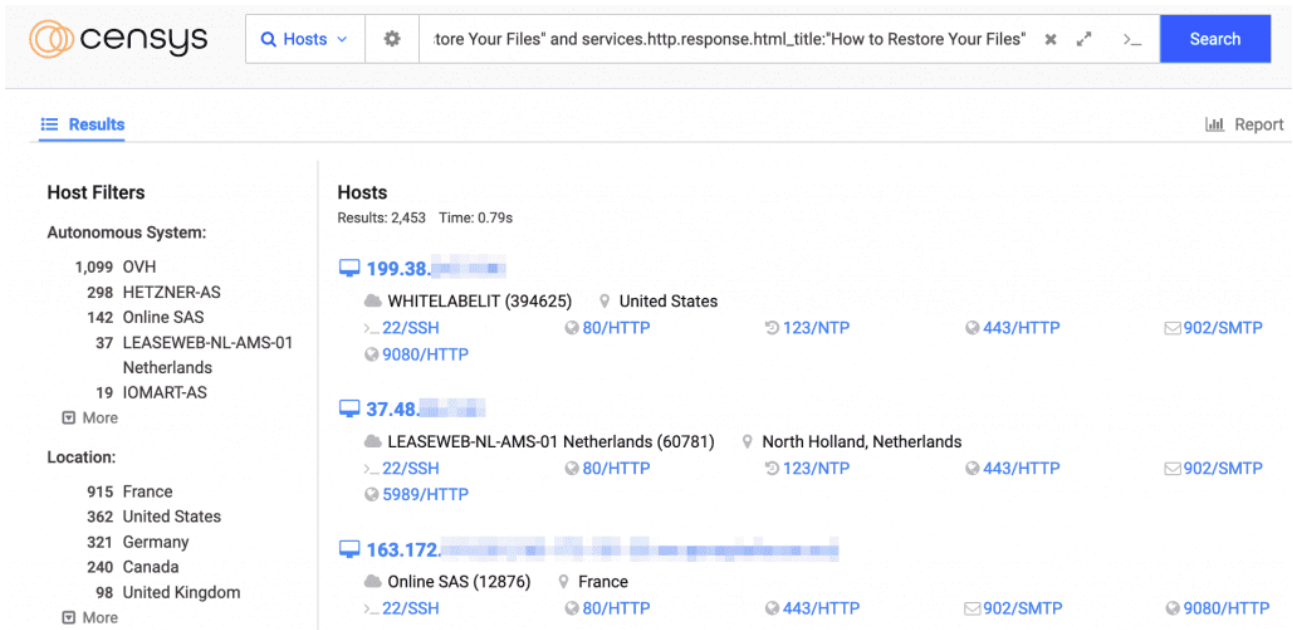 censys
Hosts
:tore Your Files" and services.http.response.html_title:"How to Restore Your Files"
>_
Search
Results
Report
Host Filters
Autonomous System:
1,099 OVH
298 HETZNER-AS
142 Online SAS
37 LEASEWEB-NL-AMS-01
Netherlands
19 IOMART-AS
More
Location:
915 France
362 United States
321 Germany
240 Canada
98 United Kingdom
More
Hosts
Results: 2,453 Time: 0.79s
199.38.
WHITELABELIT (394625) United States
>_ 22/SSH 80/HTTP 123/NTP 443/HTTP 902/SMTP
9080/HTTP
37.48.
LEASEWEB-NL-AMS-01 Netherlands (60781) North Holland, Netherlands
>_ 22/SSH 80/HTTP 123/NTP 443/HTTP 902/SMTP
5989/HTTP
163.172.
Online SAS (12876) France
>_ 22/SSH 80/HTTP 443/HTTP 902/SMTP 9080/HTTP